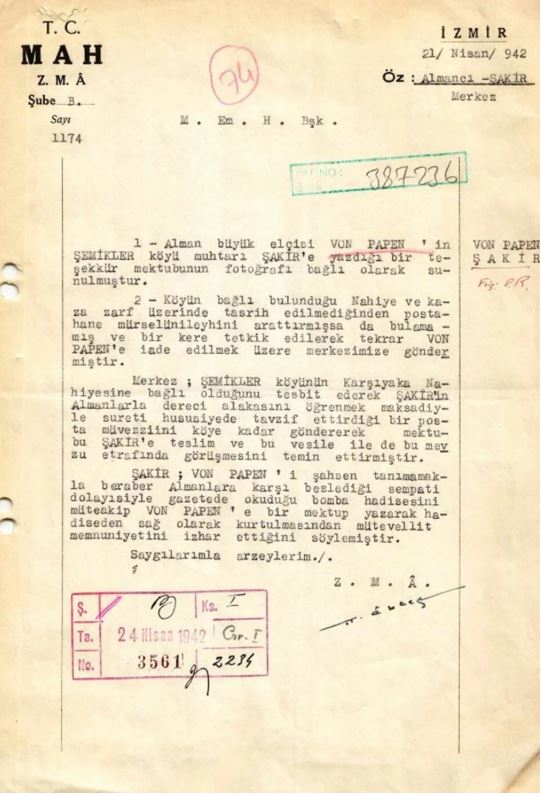 T. C.
MAH
Z. M. Â
Şube B.
Sayı
1174
İZMİR
21/ Nisan/ 942
Öz : Almancı -ŞAKİR
Merkez
74
M . Em . H . Bşk .
387236
1 - Alman büyük elçisi VON PAPEN 'in
ŞEMİKLER köyü muhtarı ŞAKİR'e yazdığı bir te-
şekkür mektubunun fotoğrafı bağlı olarak su-
nulmuştur.
VON PAPEN
ŞAKİR
2 - Köyün bağlı bulunduğu Nahiye ve ka-
za zarf üzerinde tasrih edilmediğinden posta-
hane mürselünileyhini arattırmışsa da bulama -
mış ve bir kere tetkik edilerek tekrar VON
PAPEN'e iade edilmek üzere merkezimize gönder
miştir.
Merkez ; ŞEMİKLER köyünün Karşıyaka Na-
hiyesine bağlı olduğunu tesbit ederek ŞAKİR'in
Almanlarla dereci alakasını öğrenmek maksadiy-
le sureti hususiyede tavzif ettirdiği bir pos-
ta müvezziini köye kadar göndererek mektu-
bu ŞAKİR'e teslim ve bu vesile ile de bu mev
zu etrafında görüşmesini temin ettirmiştir.
ŞAKİR ; VON PAPEN ' i şahsen tanımamak-
la beraber Almanlara karşı beslediği sempati
dolayısiyle gazetede okuduğu bomba hadisesini
müteakip VON PAPEN 'e bir mektup yazarak ha-
diseden sağ olarak kurtulmasından mütevellit
memnuniyetini izhar ettiğini söylemiştir.
Saygılarımla arzeylerim./.
Z . M . Â .
Ş. Ks. I
Ta. 24 Nisan 1942 Gr. I
No. 3561 2234